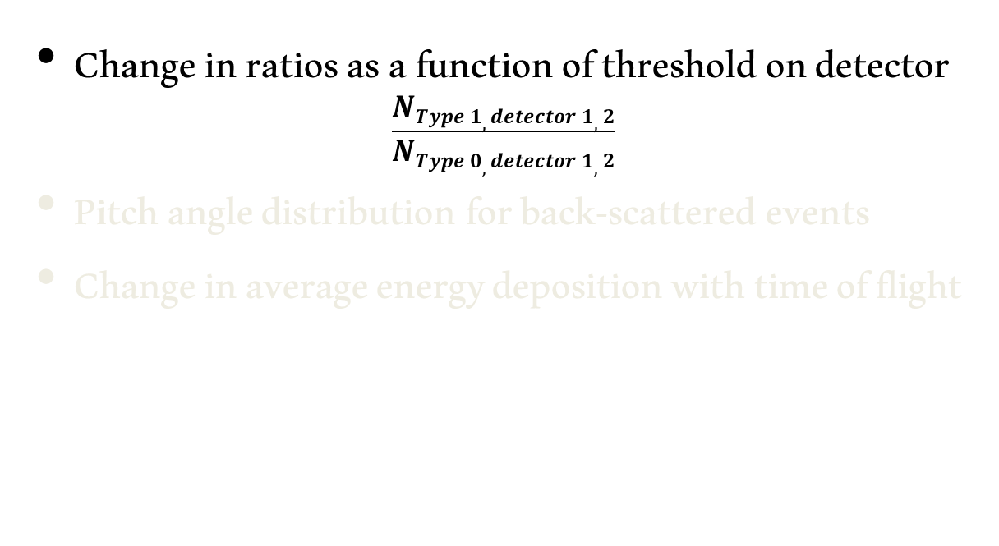 • Change in ratios as a function of threshold on detector
N_{Type 1, detector 1, 2}
N_{Type 0, detector 1, 2}
• Pitch angle distribution for back-scattered events
• Change in average energy deposition with time of flight